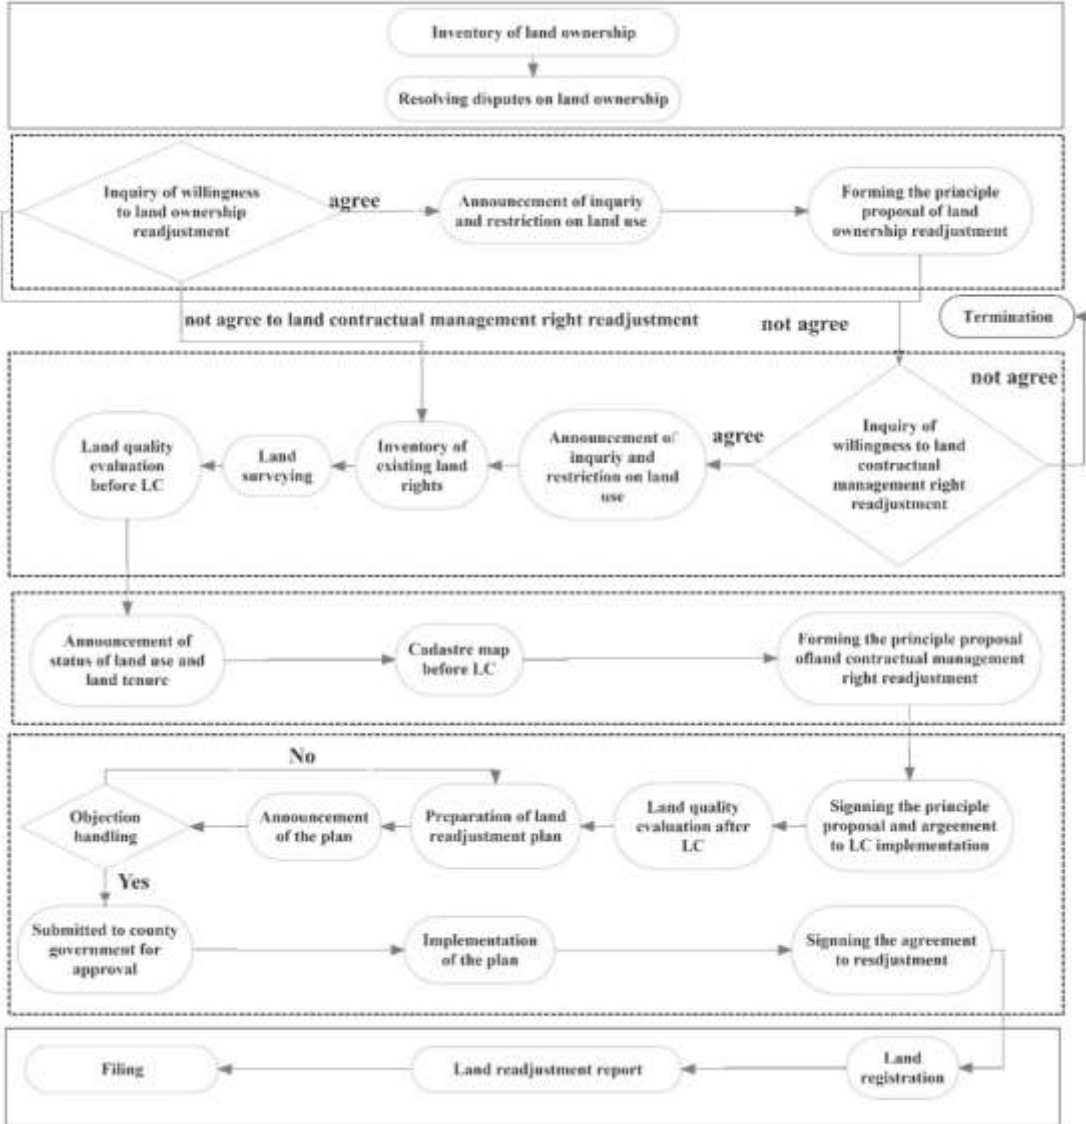 Inventory of land ownership
Resolving disputes on land ownership
Inquiry of willingness
to land ownership
readjustment
agree
Announcement of inquriy
and restriction on land use
Forming the principle
proposal of land
ownership readjustment
not agree to land contractual management right readjustment
not agree
Termination
not agree
Land quality
evaluation
before LC
Land
surveying
Inventory of
existing land
rights
Announcement of
inquriy and
restriction on land
use
agree
Inquiry of
willingness to land
contractual
management right
readjustment
Announcement of
status of land use and
land tenure
Cadastre map
before LC
Forming the principle proposal
ofland contractual management
right readjustment
No
Objection
handling
Announcement
of the plan
Preparation of land
readjustment plan
Land quality
evaluation after
LC
Signning the principle
proposal and argeement
to LC implementation
Yes
Submitted to county
government for
approval
Implementation
of the plan
Signning the agreement
to resdjustment
Filing
Land readjustment report
Land
registration